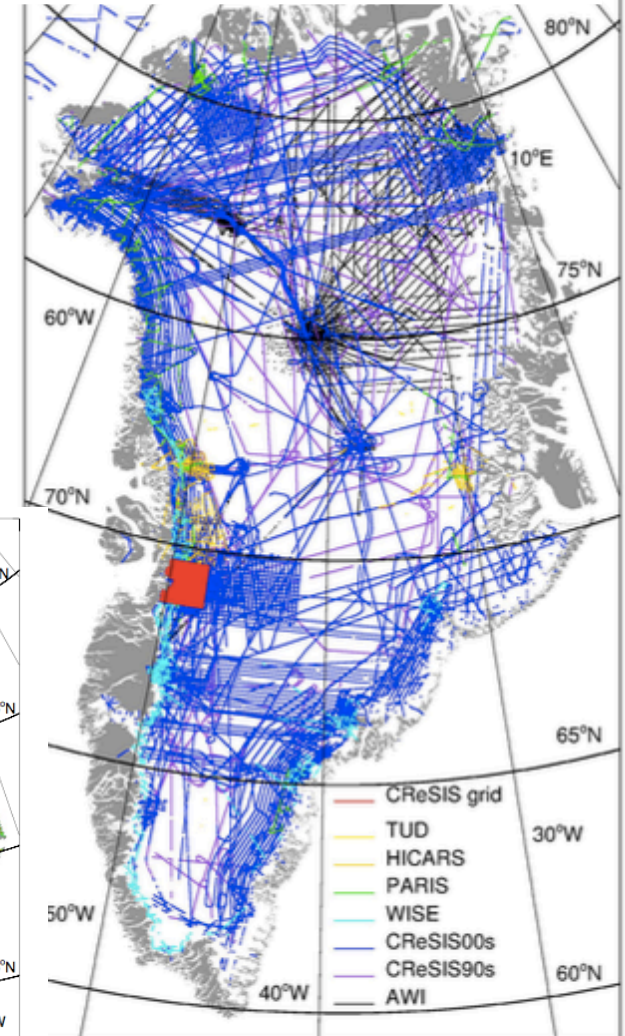 80°N
10°E
75°N
60°W
70°N
N
°N
65°N
CReSIS grid
TUD
30°W
HICARS
PARIS
WISE
50°W
CReSIS00s
CReSIS90s
°N
60°N
40°W
AWI
W